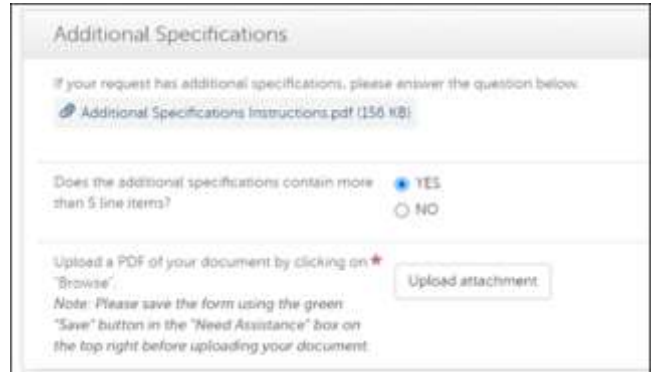 Additional Specifications
If your request has additional specifications, please answer the question below.
Additional Specifications Instructions.pdf (156 KB)
Does the additional specifications contain more
than 5 line items?
YES
NO
Upload a PDF of your document by clicking on *
"Browse".
Note: Please save the form using the green
"Save" button in the "Need Assistance" box on
the top right before uploading your document.
Upload attachment